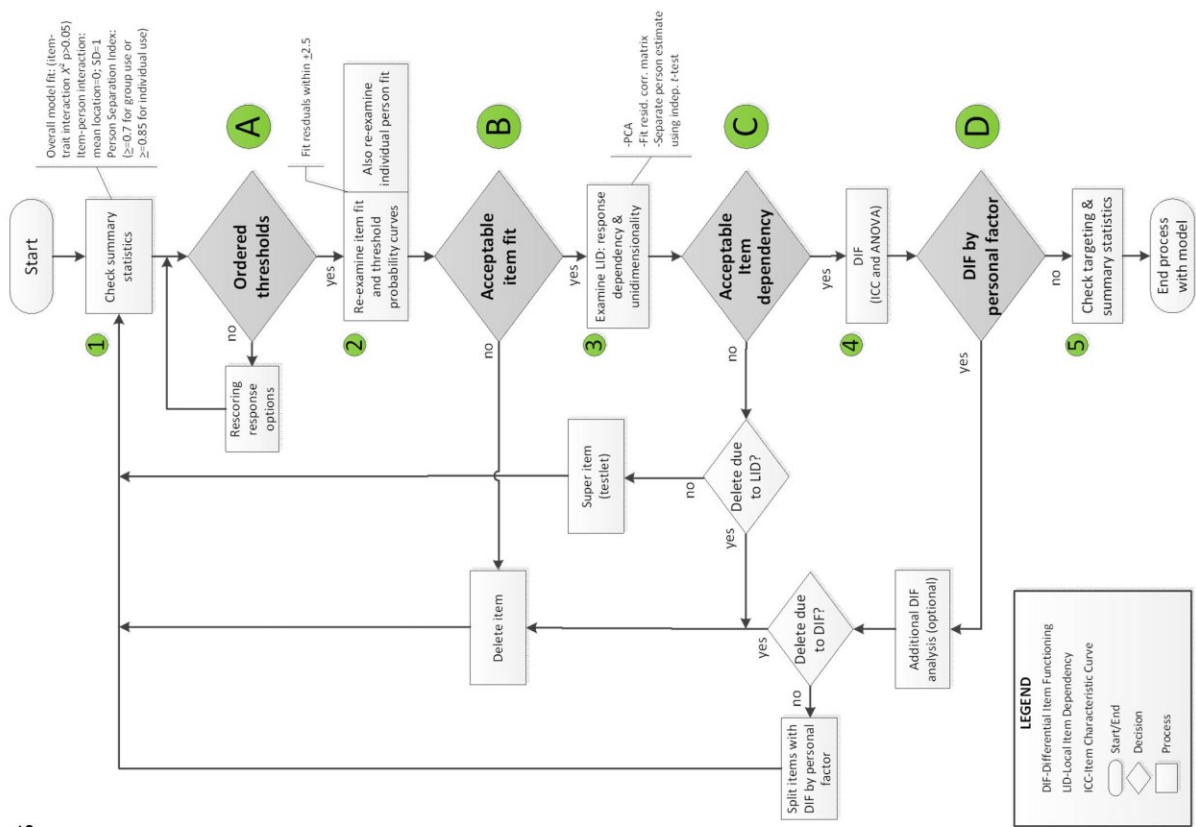 Start
Overall model fit: (item-
trait interaction X² p>0.05)
Item-person interaction:
mean location=0; SD=1
Person Separation Index:
(≥=0.7 for group use or
≥=0.85 for individual use)
1
Check summary
statistics
A
Ordered
thresholds
no
Rescoring
response
options
yes
Fit resduals within ±2.5
2
Re-examine item fit
and threshold
probability curves
Also re-examine
individual person fit
B
Acceptable
item fit
no
yes
-PCA
-Fit resid. corr. matrix
-Separate person estimate
using indep. t-test
3
Examine LID: response
dependency &
unidimensionality
C
Acceptable
Item
dependency
no
Delete due
to LID?
no
Super item
(testlet)
yes
Delete item
yes
4
DIF
(ICC and ANOVA)
D
DIF by
personal factor
yes
Additional DIF
analysis (optional)
Delete due
to DIF?
yes
no
Split items with
DIF by personal
factor
no
5
Check targeting &
summary statistics
End process
with model
LEGEND
DIF-Differential Item Functioning
LID-Local Item Dependency
ICC-Item Characteristic Curve
Start/End
Decision
Process